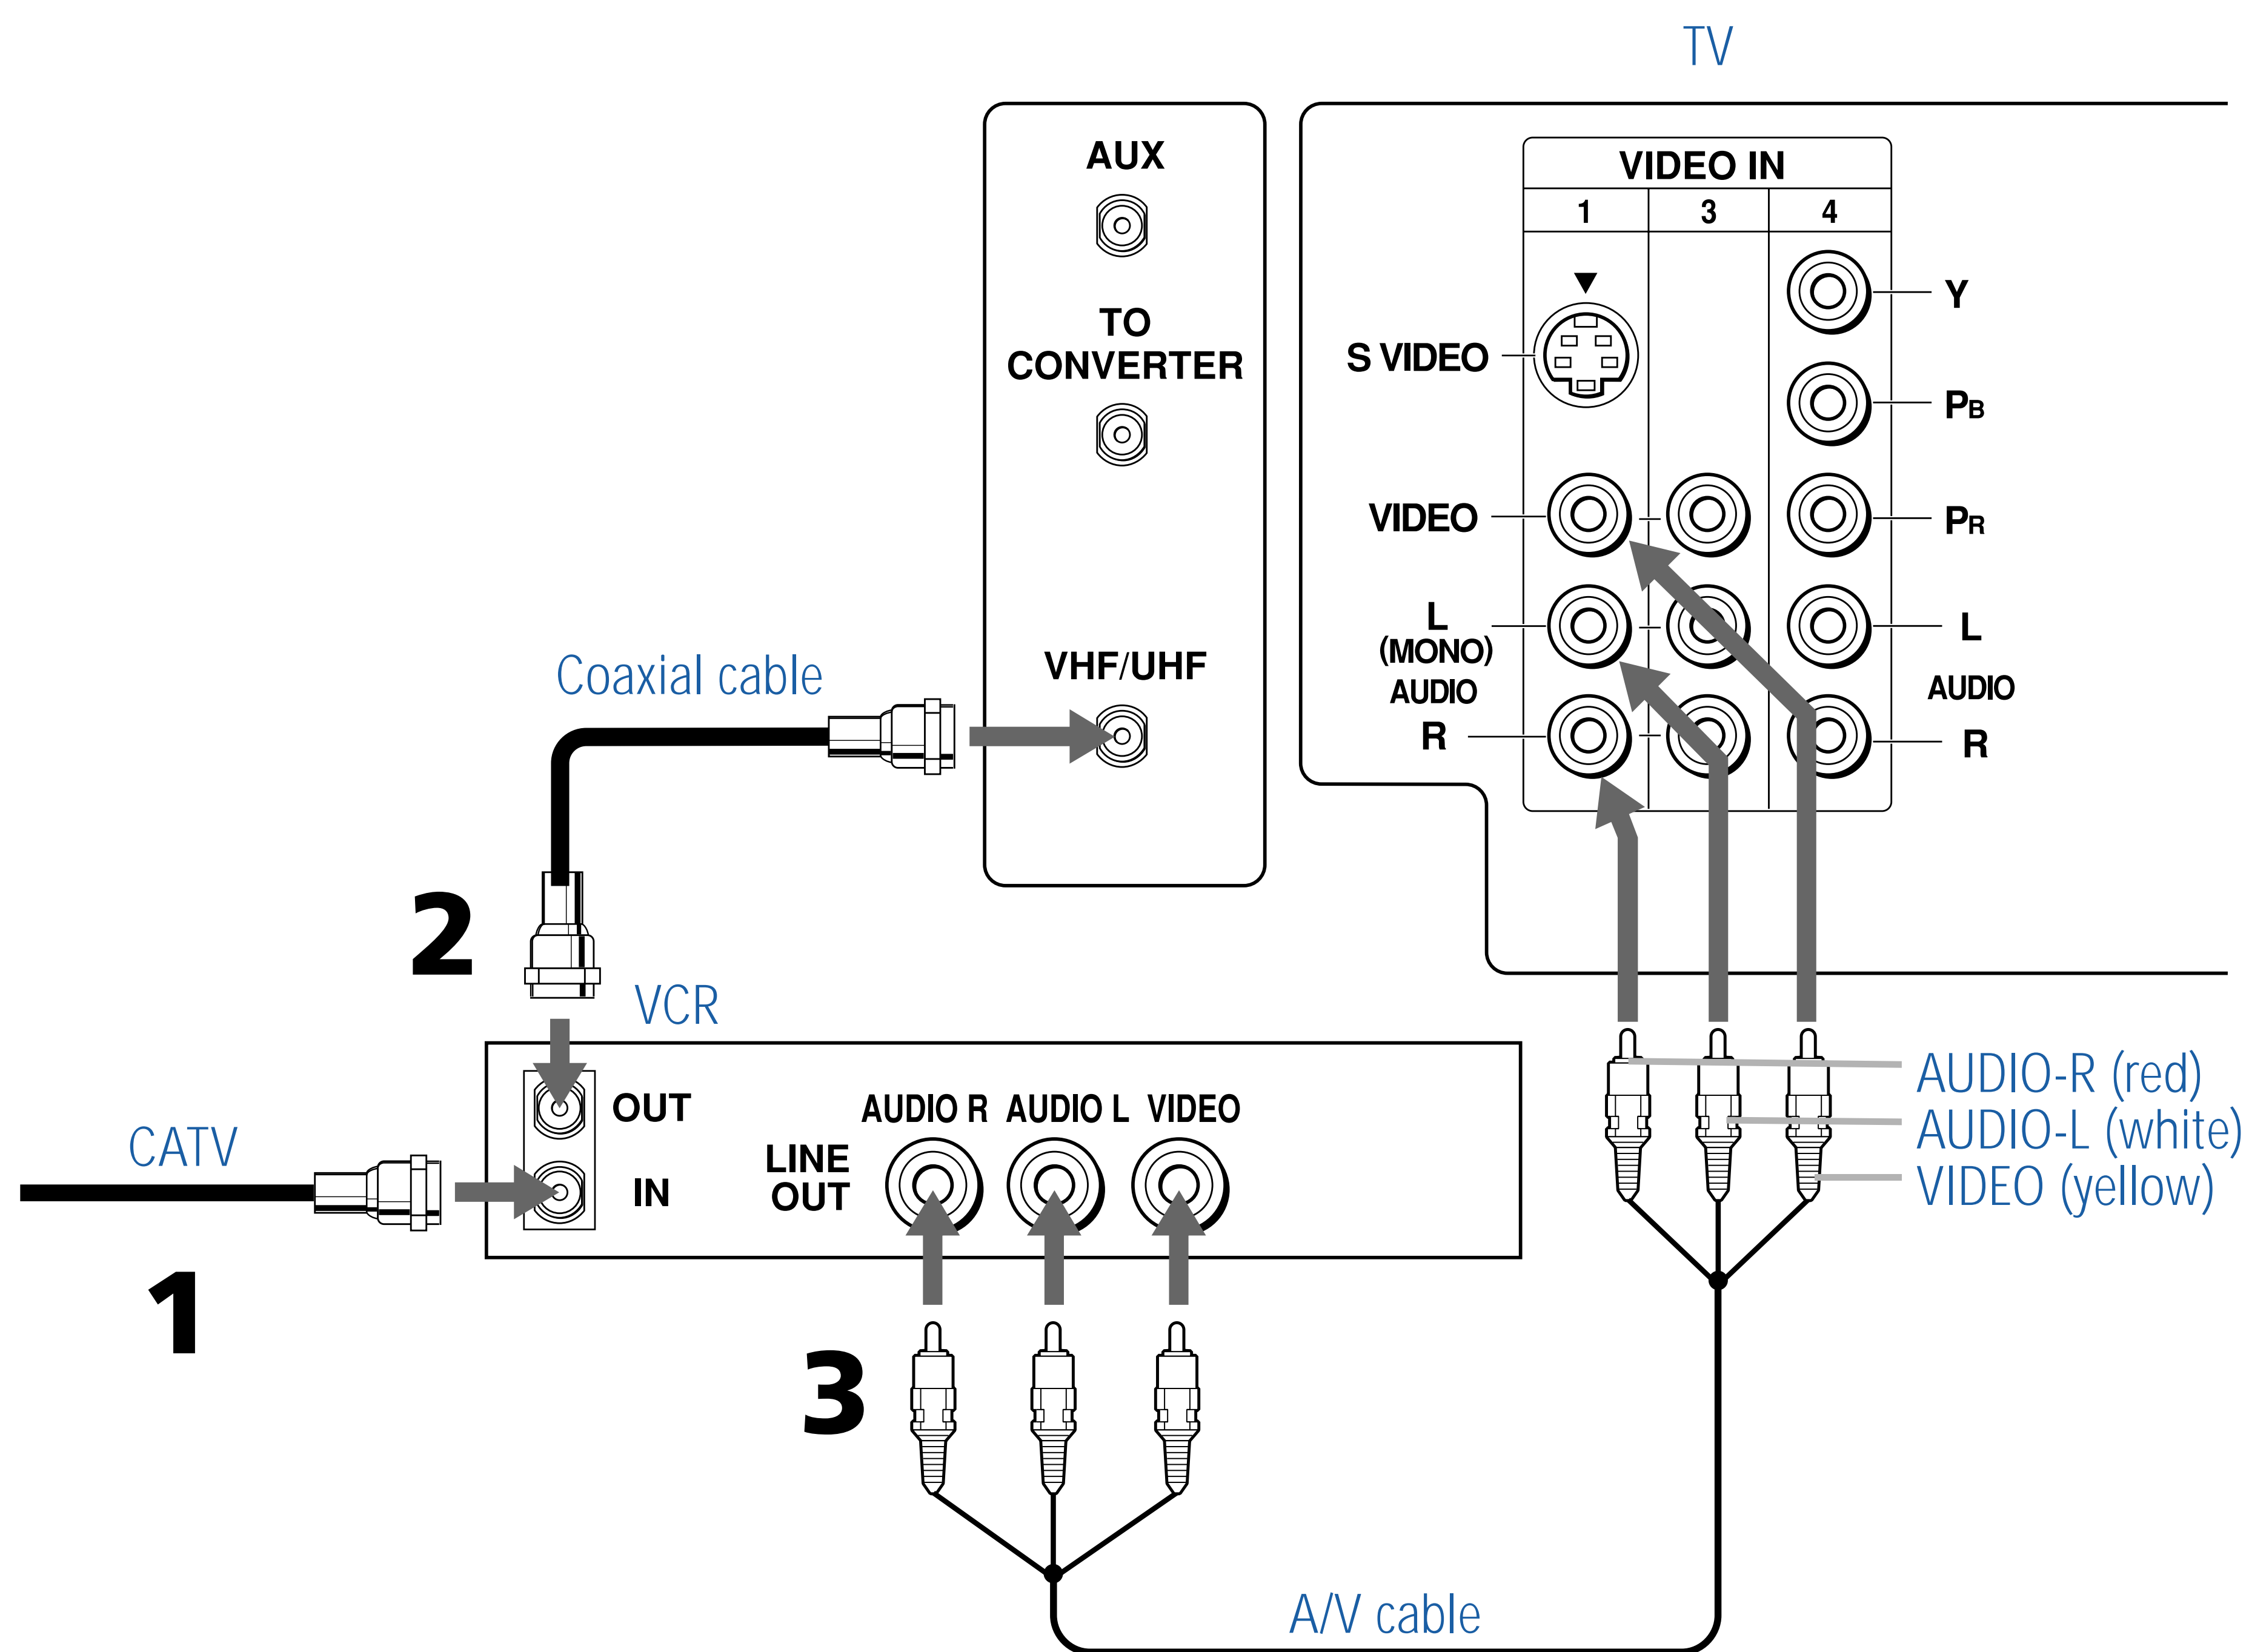 TV
AUX
TO
CONVERTER
VHF/UHF
VIDEO IN
1 3 4
S VIDEO
VIDEO
L
(MONO)
AUDIO
R
Y
PB
PR
L
AUDIO
R
Coaxial cable
2
VCR
CATV
1
OUT
IN
LINE
OUT
AUDIO R AUDIO L VIDEO
AUDIO-R (red)
AUDIO-L (white)
VIDEO (yellow)
3
A/V cable